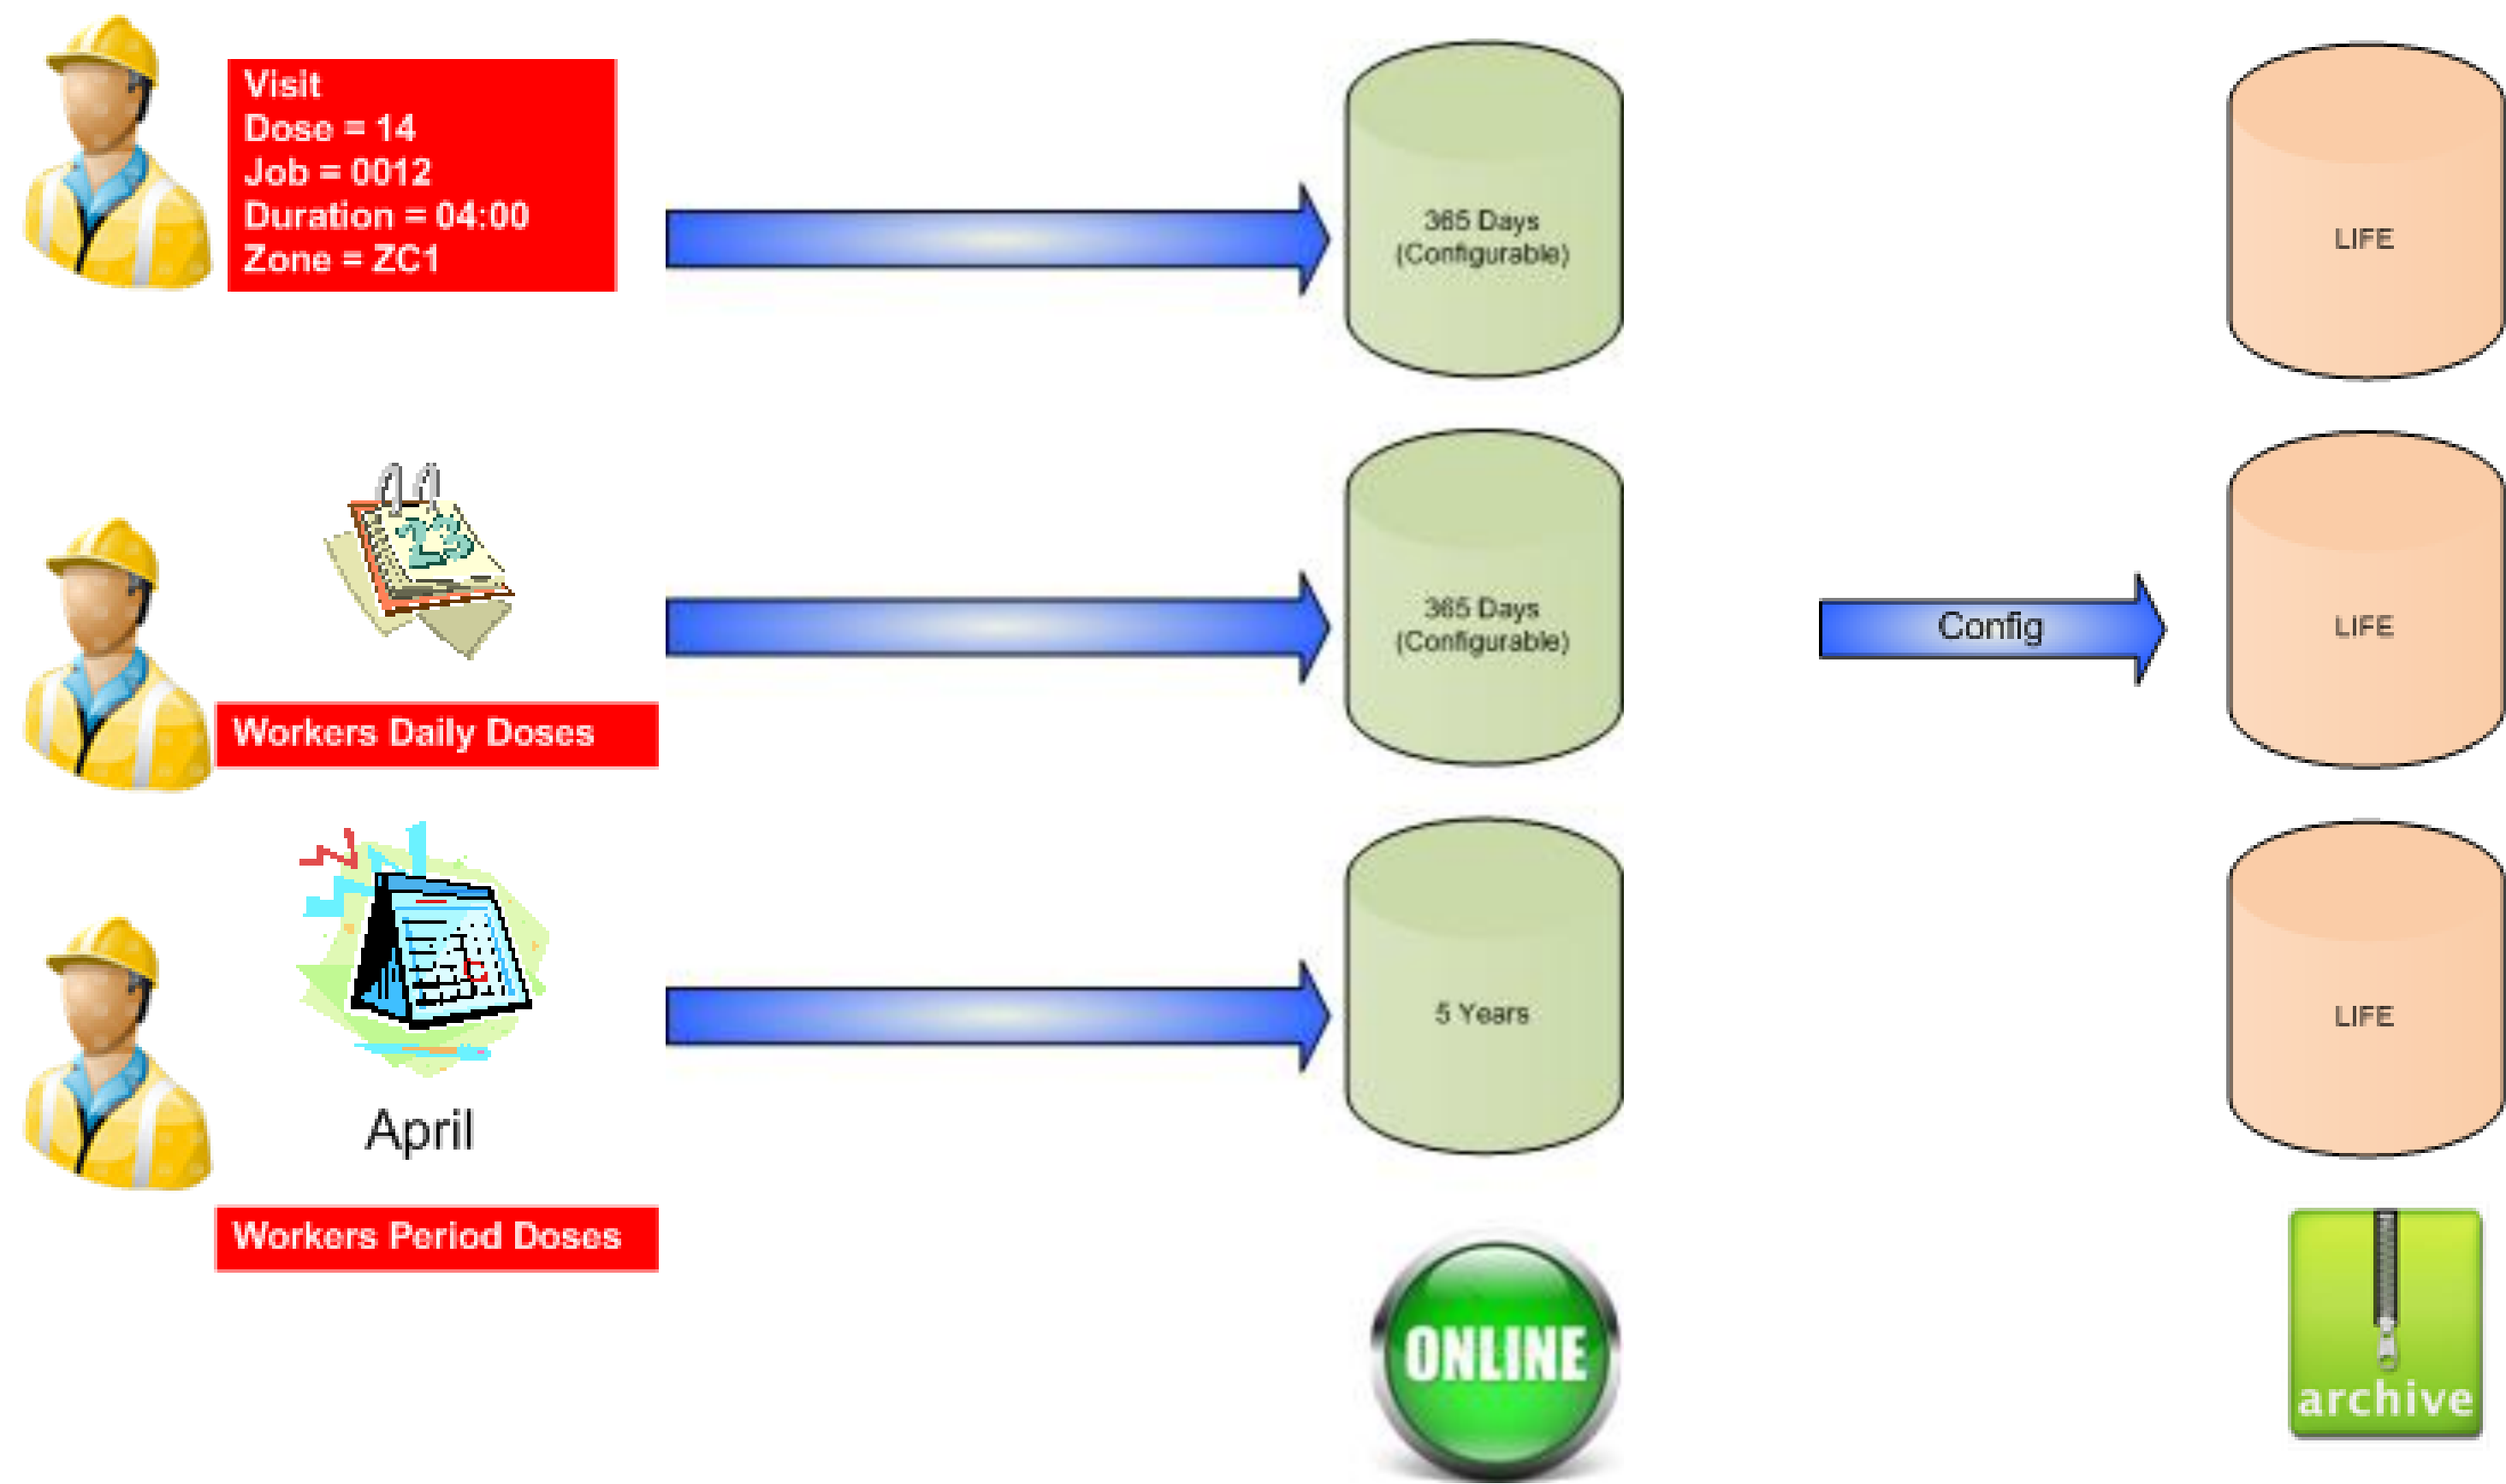 Visit
Dose = 14
Job = 0012
Duration = 04:00
Zone = ZC1
365 Days
(Configurable)
LIFE
23
Workers Daily Doses
365 Days
(Configurable)
Config
LIFE
April
Workers Period Doses
5 Years
LIFE
ONLINE
archive